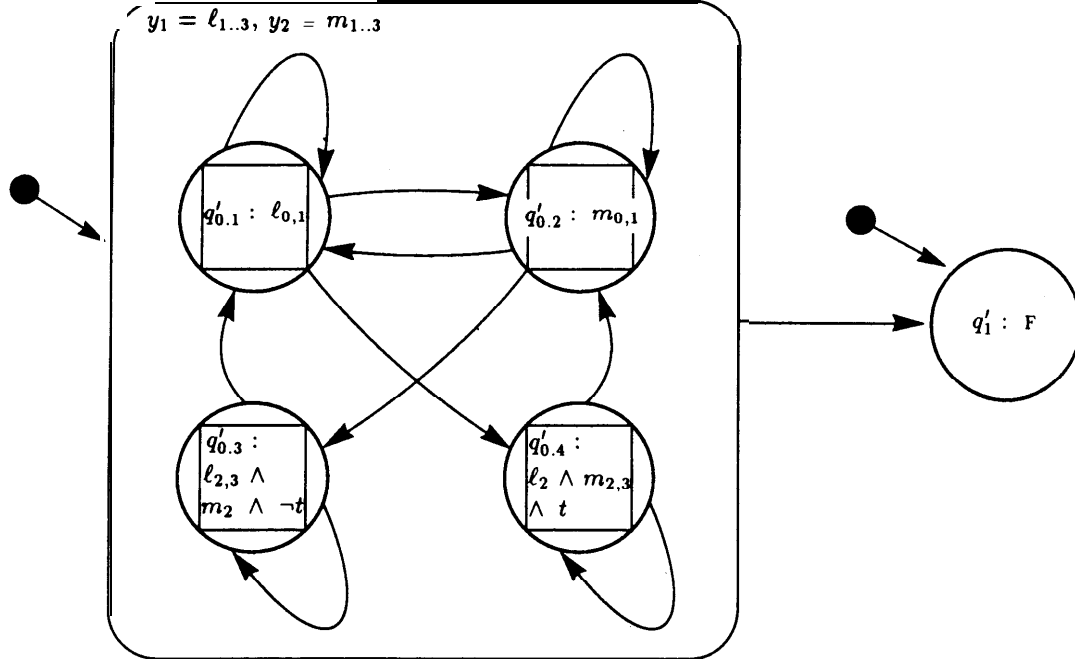 y₁ = ℓ₁..₃, y₂ = m₁..₃
q′₀.₁ : ℓ₀,₁
q′₀.₂ : m₀,₁
q′₁ : F
q′₀.₃ :
ℓ₂,₃ ∧
m₂ ∧ ¬t
q′₀.₄ :
ℓ₂ ∧ m₂,₃
∧ t